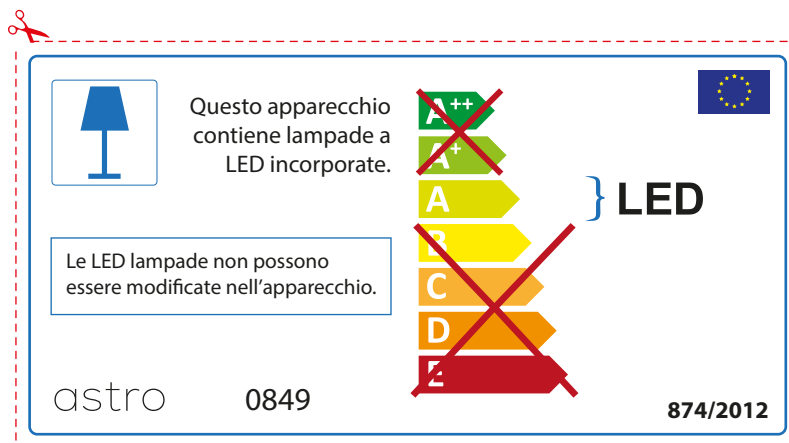 Questo apparecchio
contiene lampade a
LED incorporate.
Le LED lampade non possono
essere modificate nell'apparecchio.
A++
A+
A
B
C
D
E
LED
astro
0849
874/2012